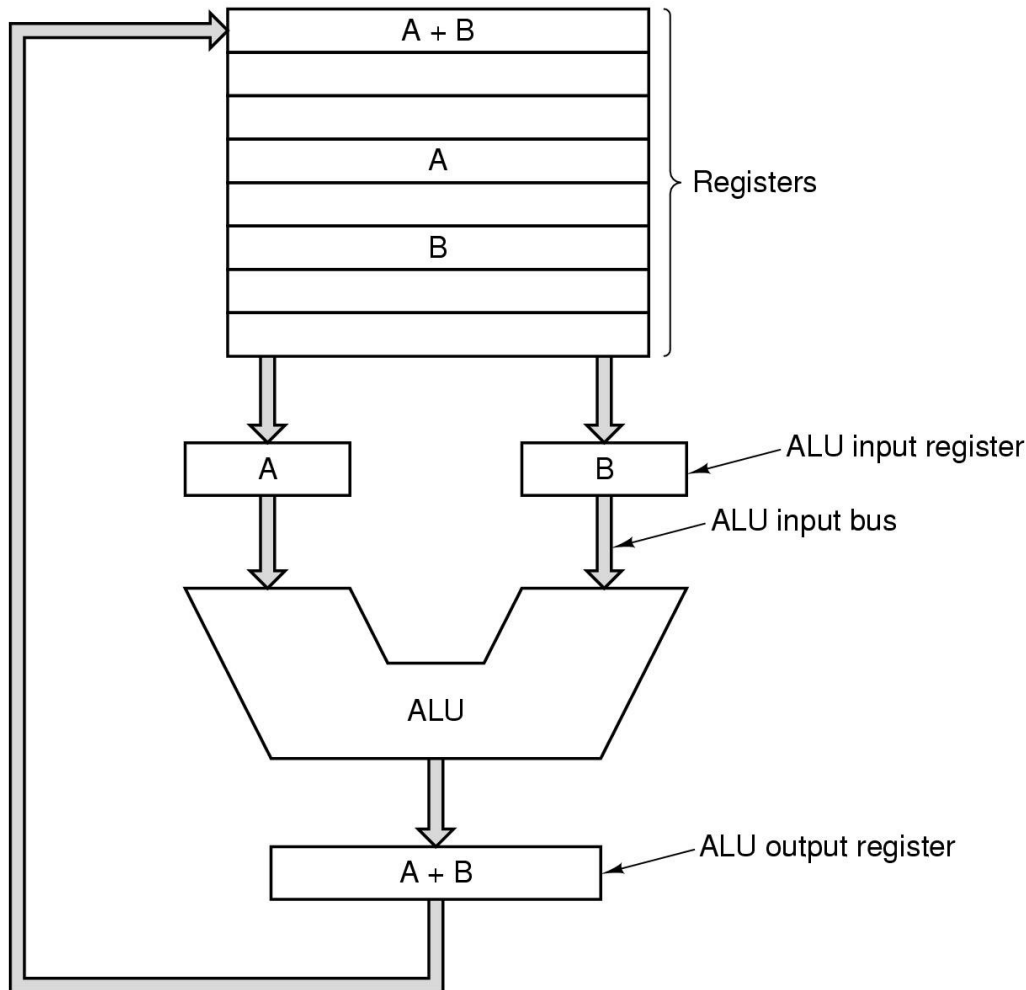 A + B
A
Registers
B
ALU input register
A
B
ALU input bus
ALU
ALU output register
A + B